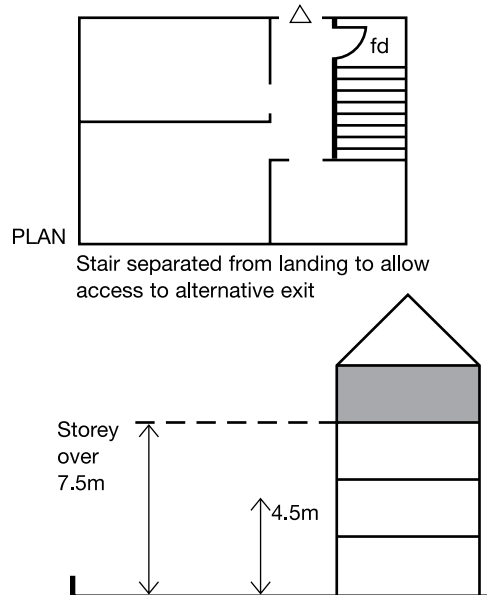 fd
PLAN
Stair separated from landing to allow
access to alternative exit
Storey
over
7.5m
4.5m